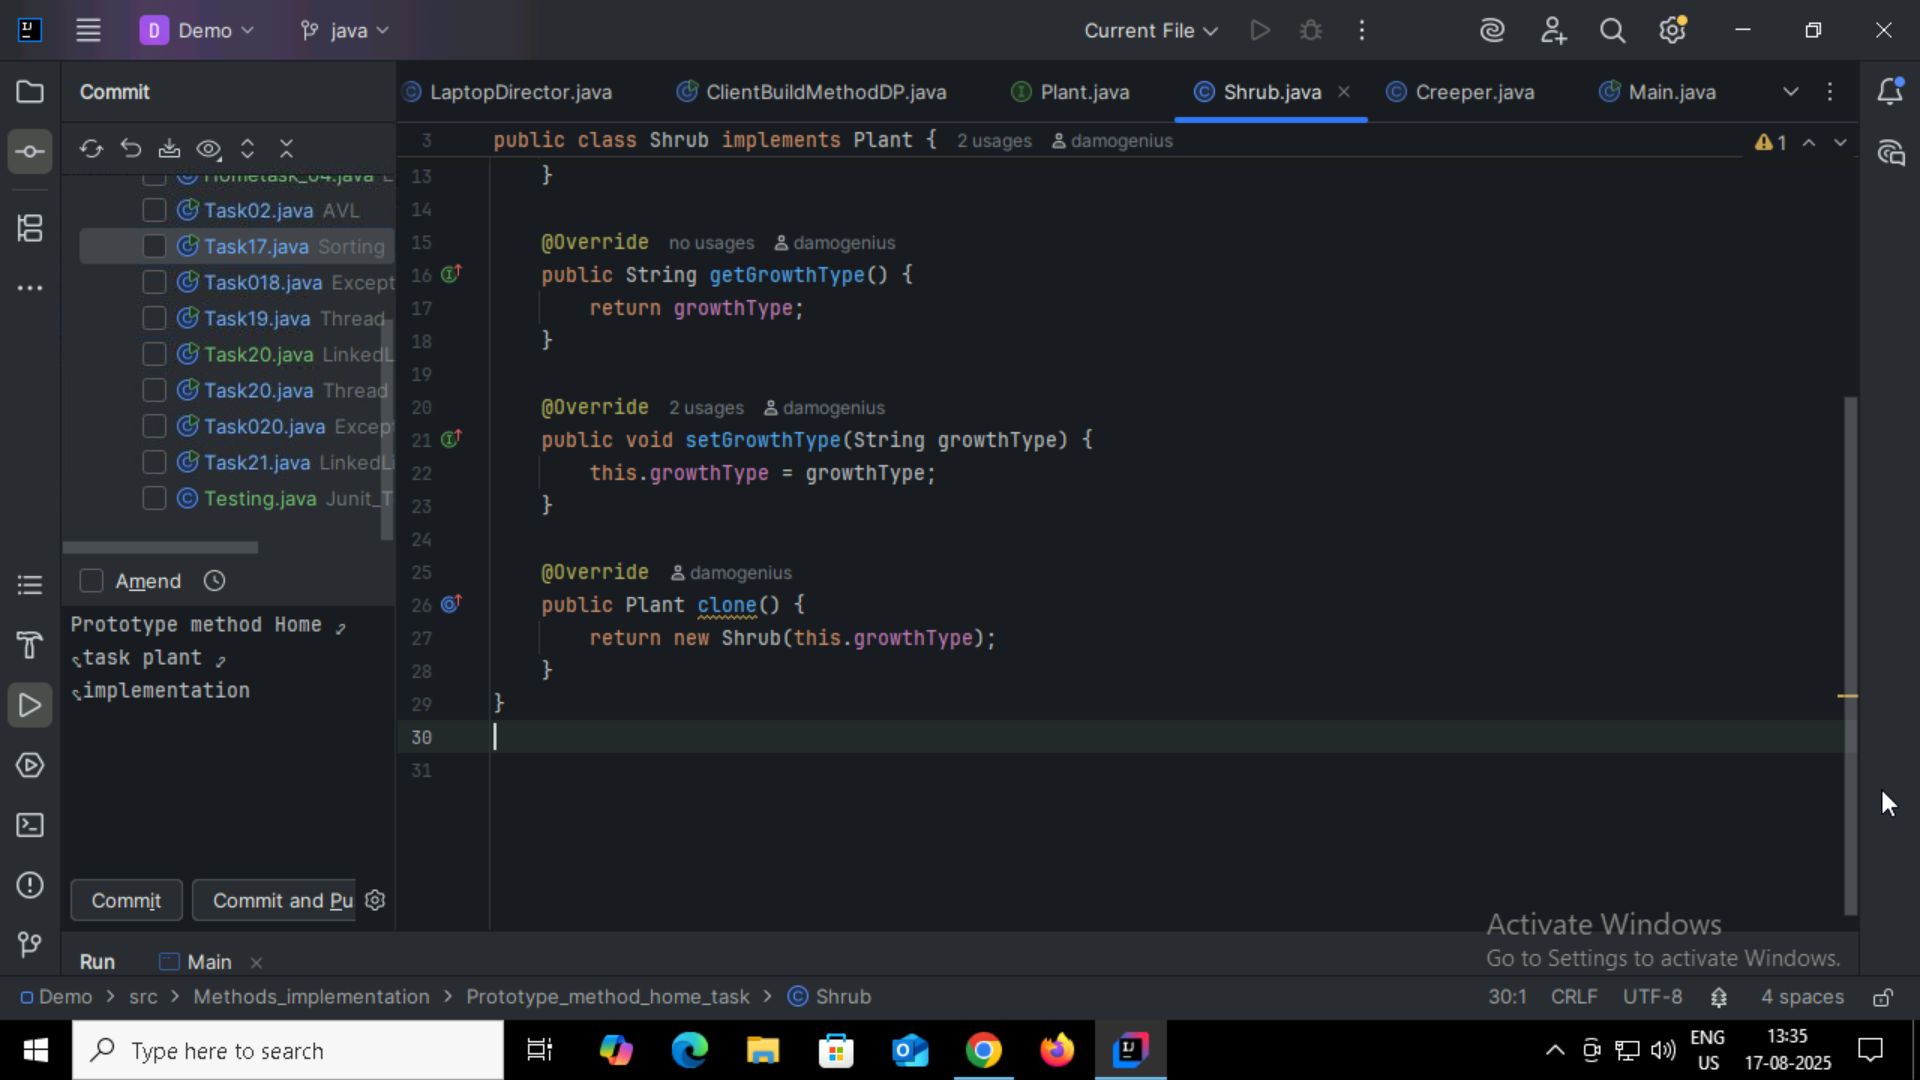 D Demo java Current File
Commit
LaptopDirector.java ClientBuildMethodDP.java Plant.java Shrub.java Creeper.java Main.java
3 public class Shrub implements Plant { 2 usages damogenius 1
Hometask_04.java
13 }
Task02.java AVL
14
Task17.java Sorting
15 @Override no usages damogenius
Task018.java Except
16 public String getGrowthType() {
Task19.java Thread
17 return growthType;
18 }
Task20.java LinkedL
19
Task20.java Thread
20 @Override 2 usages damogenius
Task020.java Excep
21 public void setGrowthType(String growthType) {
Task21.java LinkedLi
22 this.growthType = growthType;
Testing.java Junit_T
23 }
24
Amend
25 @Override damogenius
26 public Plant clone() {
Prototype method Home
27 return new Shrub(this.growthType);
task plant
28 }
implementation
29 }
30
31
Commit Commit and Pu
Activate Windows
Go to Settings to activate Windows.
Run Main
Demo > src > Methods_implementation > Prototype_method_home_task > Shrub 30:1 CRLF UTF-8 4 spaces
Type here to search
ENG
US
13:35
17-08-2025